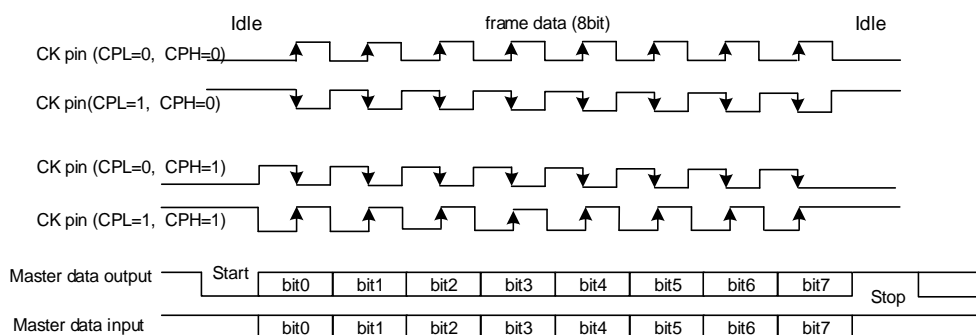 Idle frame data (8bit) Idle
CK pin (CPL=0, CPH=0)
CK pin(CPL=1, CPH=0)
CK pin (CPL=0, CPH=1)
CK pin (CPL=1, CPH=1)
Master data output Start bit0 bit1 bit2 bit3 bit4 bit5 bit6 bit7 Stop
Master data input bit0 bit1 bit2 bit3 bit4 bit5 bit6 bit7